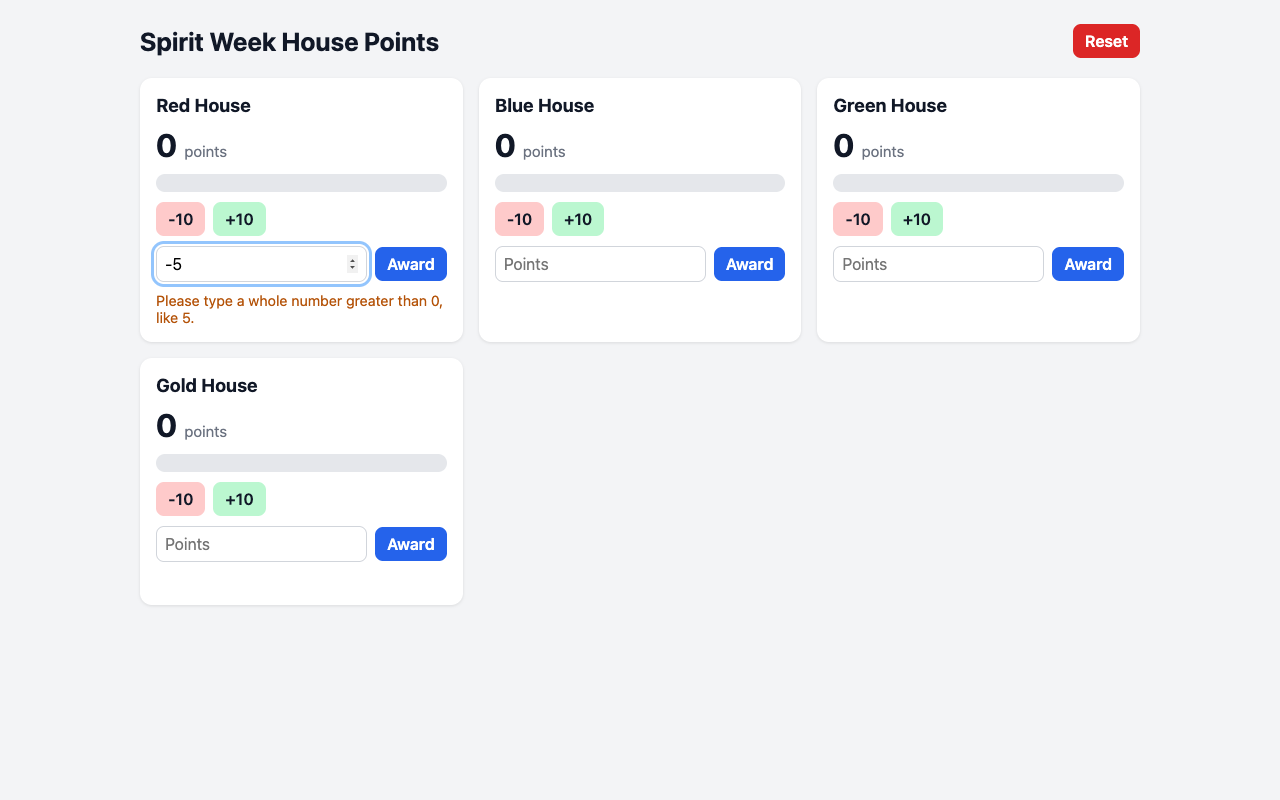 Spirit Week House Points
Reset
Red House
0 points
-10 +10
-5
Award
Please type a whole number greater than 0,
like 5.
Blue House
0 points
-10 +10
Points
Award
Green House
0 points
-10 +10
Points
Award
Gold House
0 points
-10 +10
Points
Award